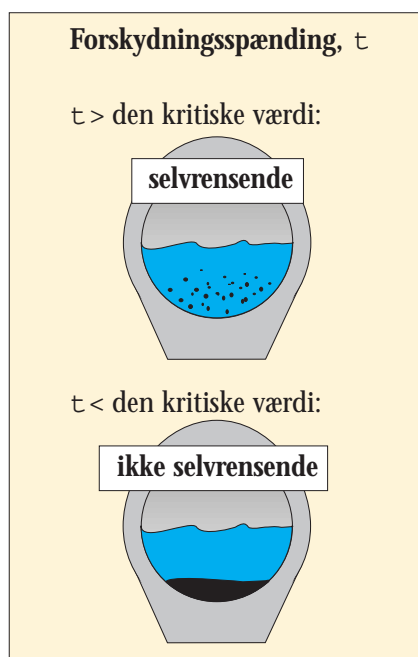 Forskydningsspænding, t
t > den kritiske værdi:
selvrensende
t < den kritiske værdi:
ikke selvrensende